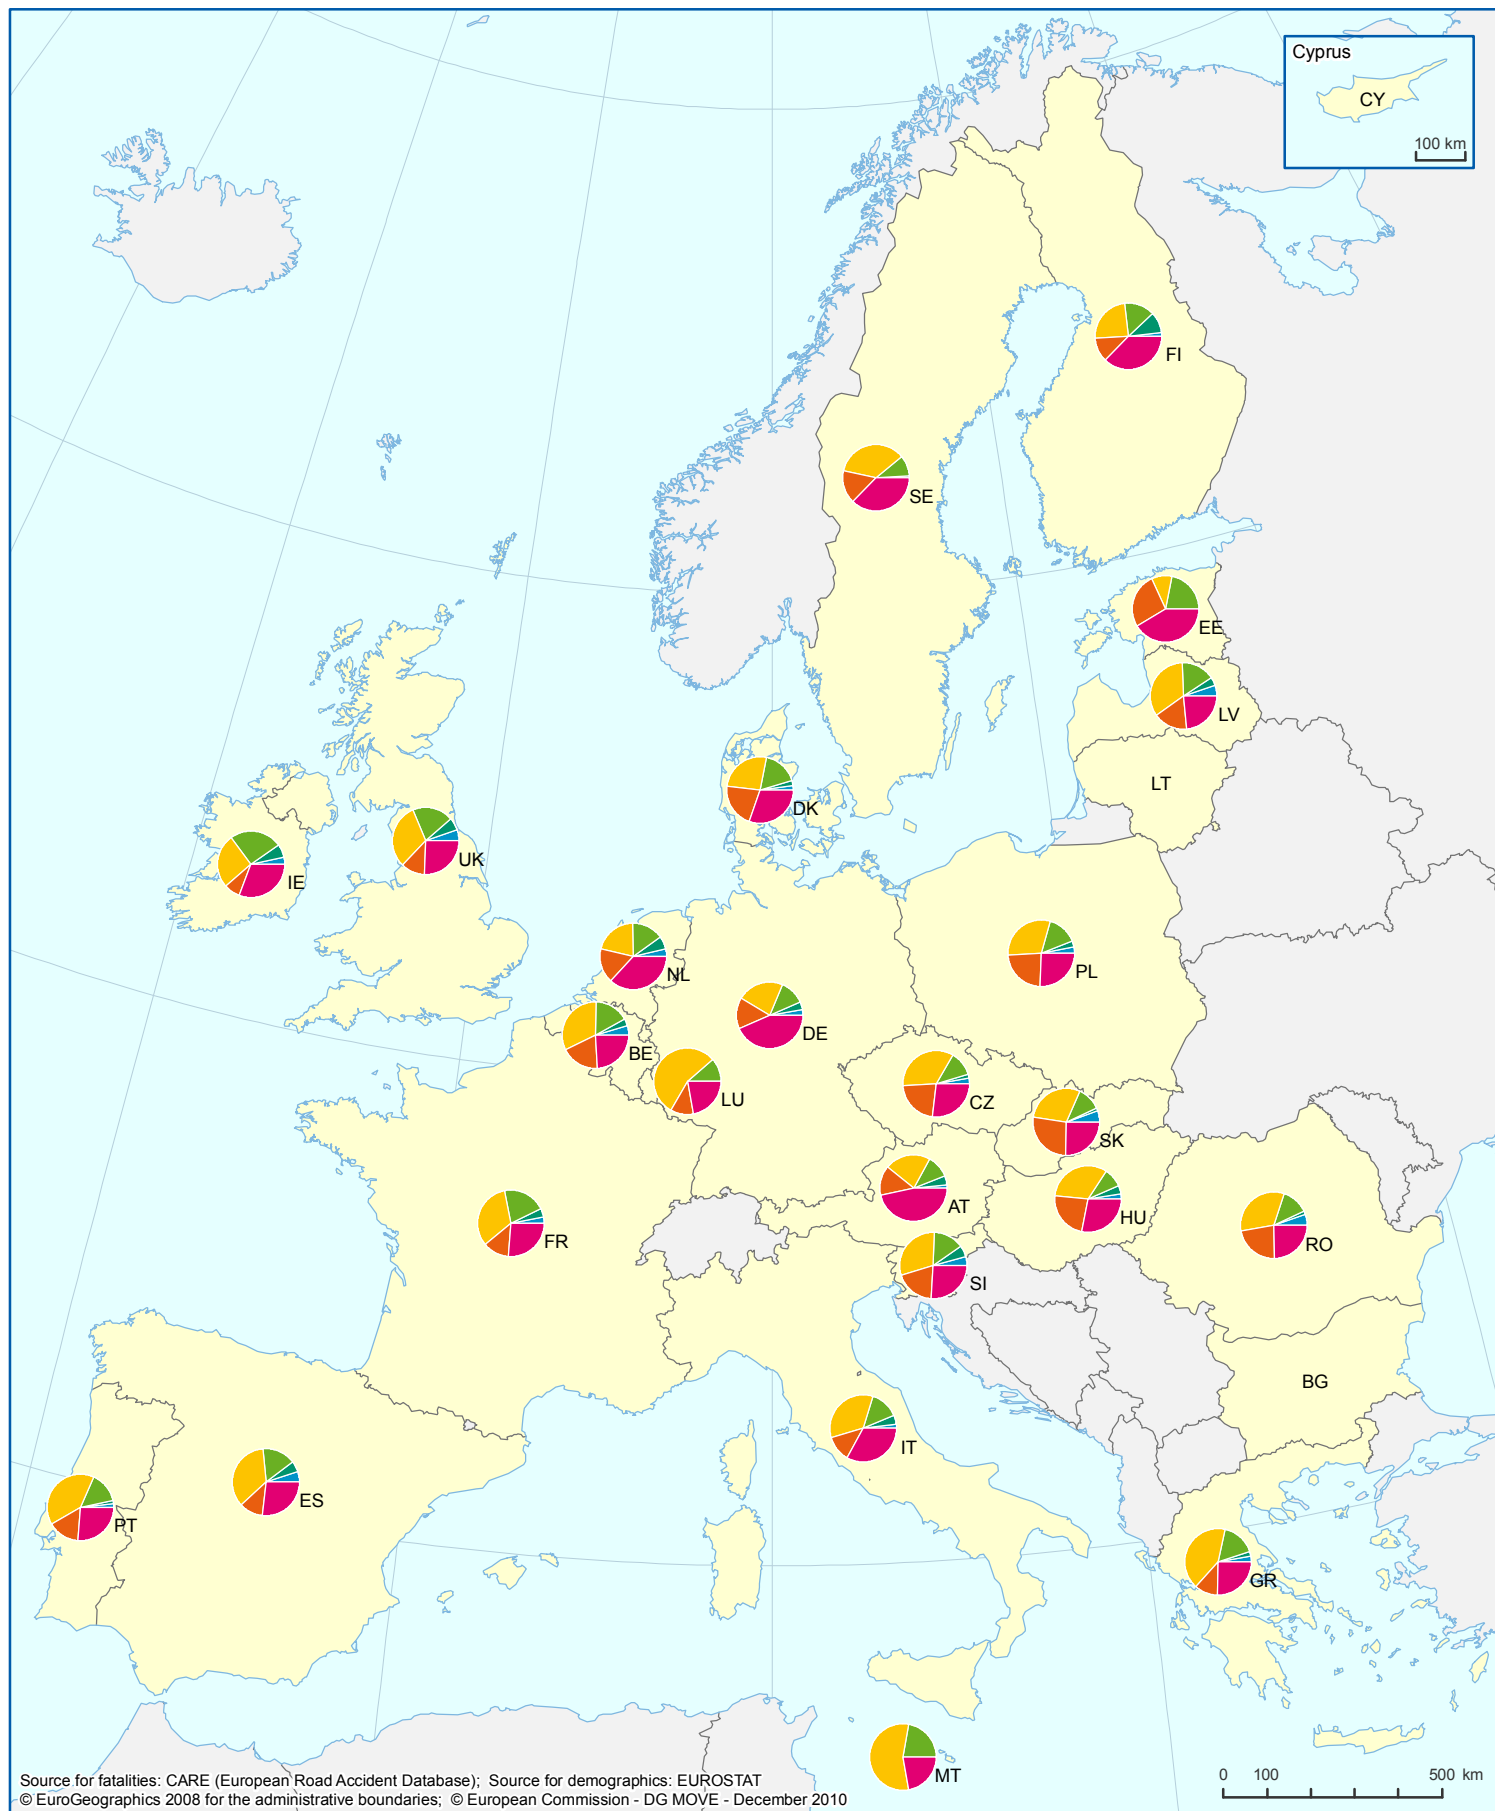 Cyprus
CY
100 km
FI
SE
EE
LV
LT
DK
UK
IE
NL
PL
DE
BE
LU
CZ
SK
AT
HU
FR
RO
SI
BG
IT
ES
PT
GR
MT
Source for fatalities: CARE (European Road Accident Database); Source for demographics: EUROSTAT
© EuroGeographics 2008 for the administrative boundaries; © European Commission - DG MOVE - December 2010
0 100 500 km